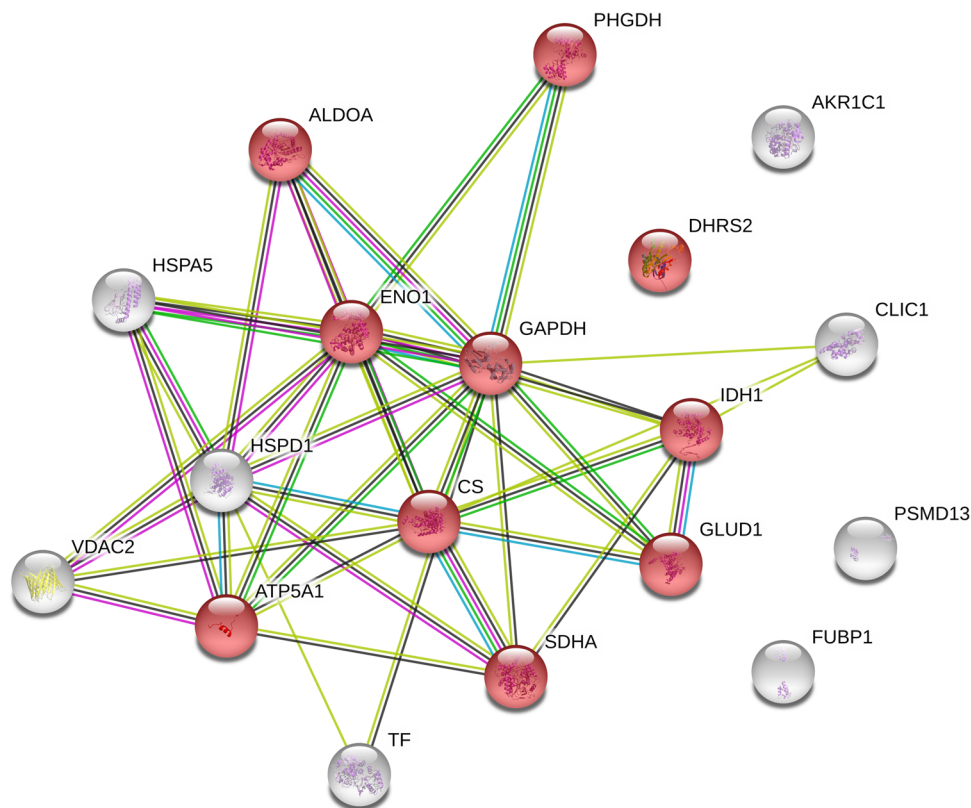 PHGDH
AKR1C1
ALDOA
DHRS2
HSPA5
ENO1
CLIC1
GAPDH
IDH1
HSPD1
CS
PSMD13
GLUD1
VDAC2
ATP5A1
SDHA
FUBP1
TF